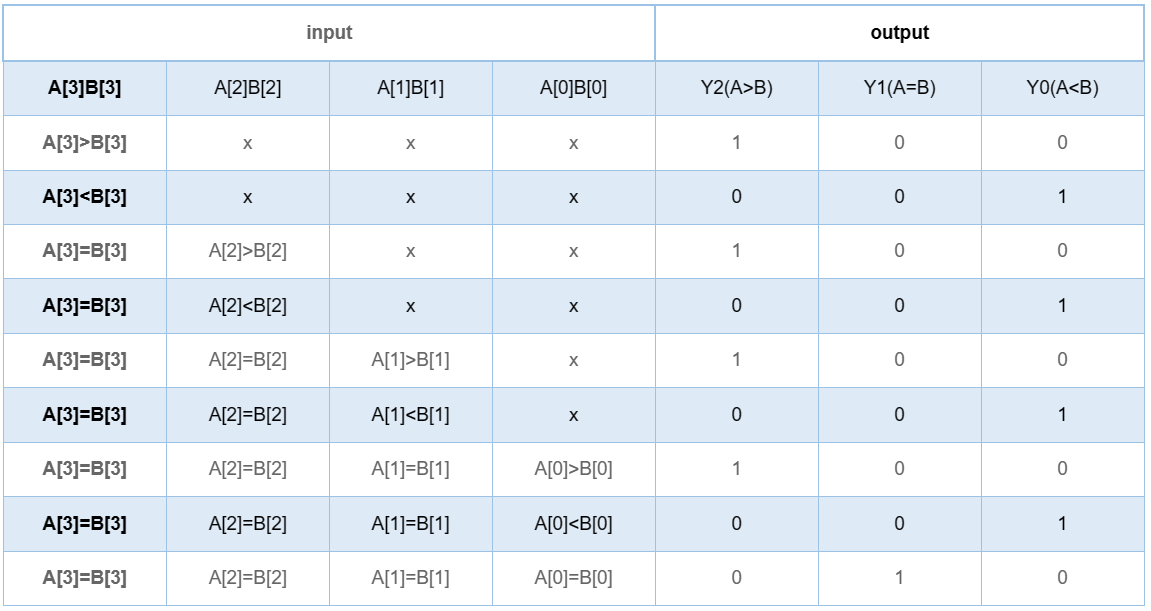 input output
A[3]B[3] A[2]B[2] A[1]B[1] A[0]B[0] Y2(A>B) Y1(A=B) Y0(A<B)
A[3]>B[3] x x x 1 0 0
A[3]<B[3] x x x 0 0 1
A[3]=B[3] A[2]>B[2] x x 1 0 0
A[3]=B[3] A[2]<B[2] x x 0 0 1
A[3]=B[3] A[2]=B[2] A[1]>B[1] x 1 0 0
A[3]=B[3] A[2]=B[2] A[1]<B[1] x 0 0 1
A[3]=B[3] A[2]=B[2] A[1]=B[1] A[0]>B[0] 1 0 0
A[3]=B[3] A[2]=B[2] A[1]=B[1] A[0]<B[0] 0 0 1
A[3]=B[3] A[2]=B[2] A[1]=B[1] A[0]=B[0] 0 1 0